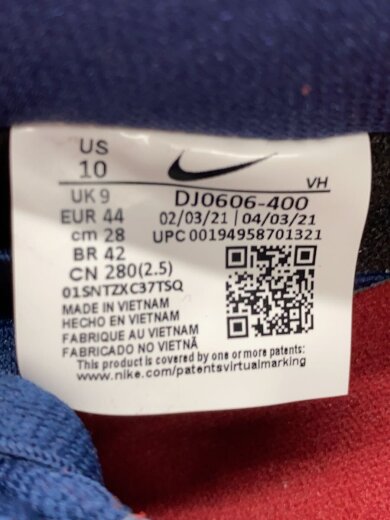 US
10
VH
UK 9
DJ0606-400
EUR 44
02/03/21 | 04/03/21
cm 28
UPC 00194958701321
BR 42
CN 280(2.5)
01SNTZXC37TSQ
MADE IN VIETNAM
HECHO EN VIETNAM
FABRIQUE AU VIETNAM
FABRICADO NO VIETNÃ
This product is covered by one or more patents:
www.nike.com/patentsvirtualmarking